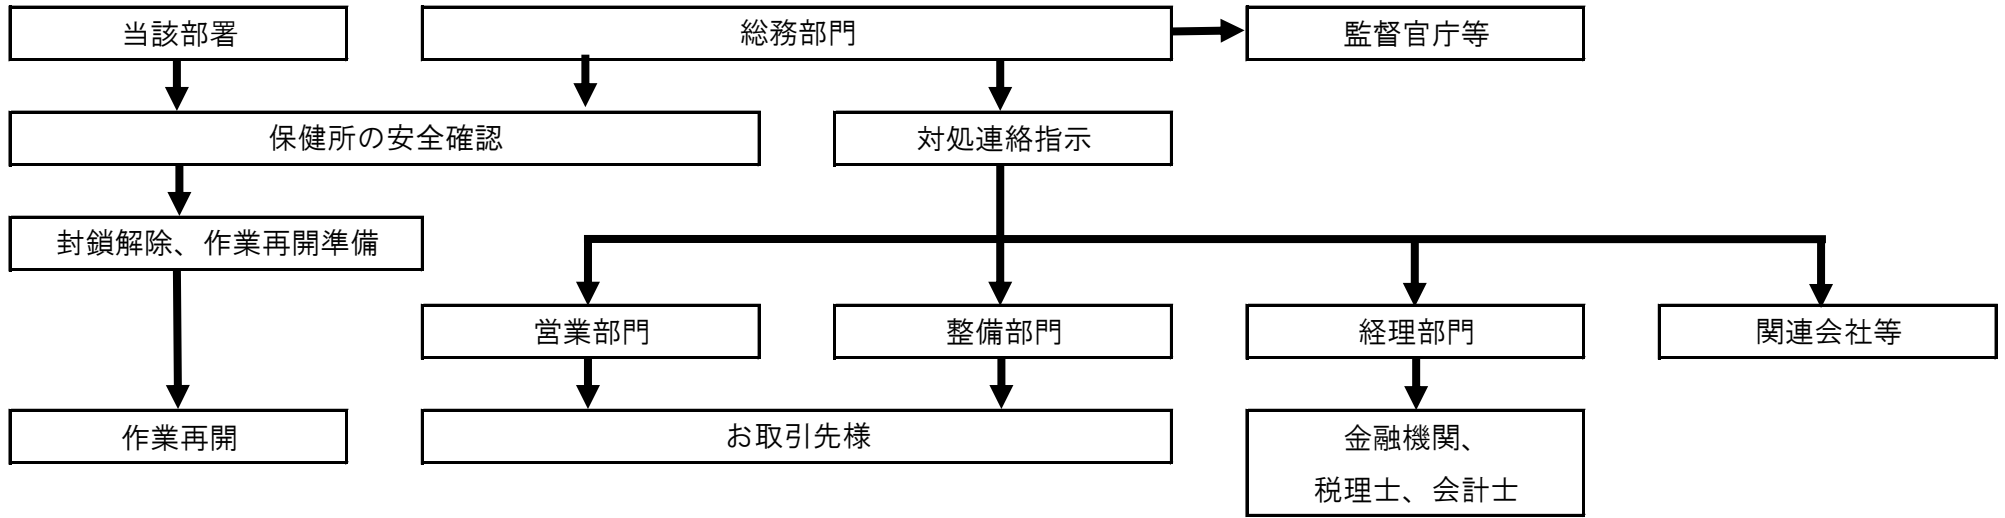 当該部署
総務部門
監督官庁等
保健所の安全確認
対処連絡指示
封鎖解除、作業再開準備
営業部門
整備部門
経理部門
関連会社等
作業再開
お取引先様
金融機関、
税理士、会計士